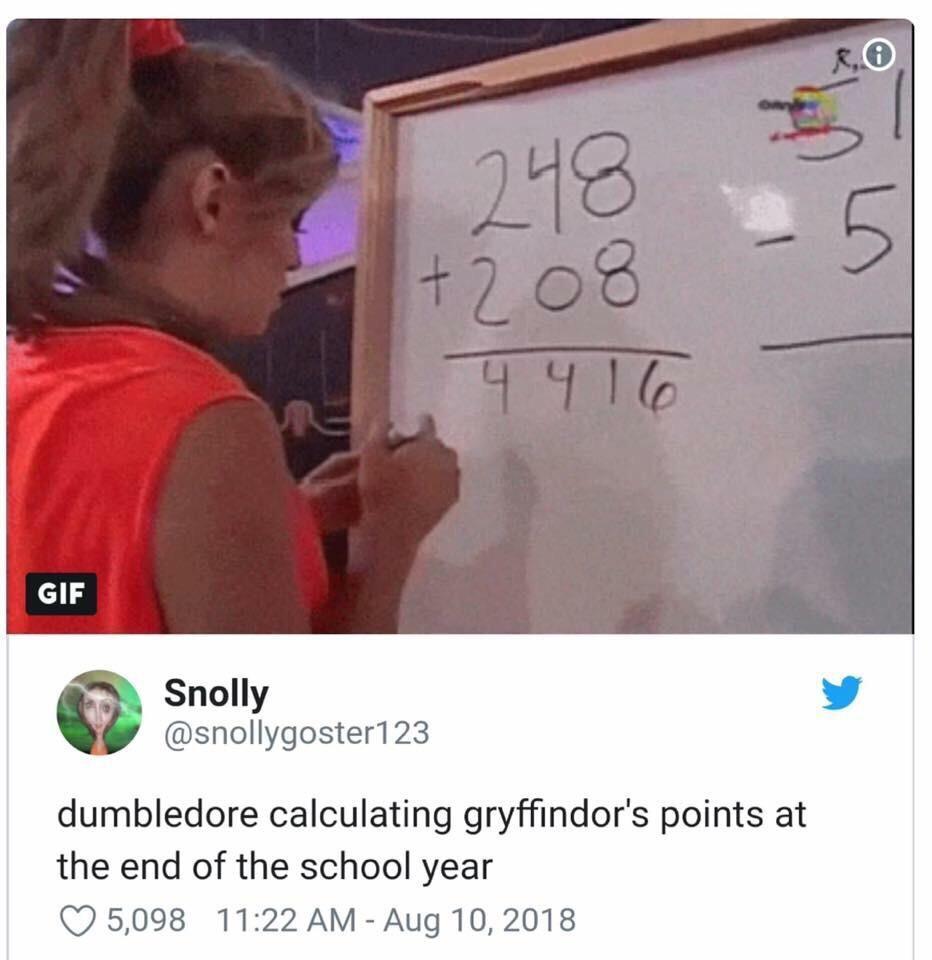 R.
51
248
- 5
+208
4416
GIF
Snolly
@snollygoster123
dumbledore calculating gryffindor's points at
the end of the school year
5,098 11:22 AM - Aug 10, 2018